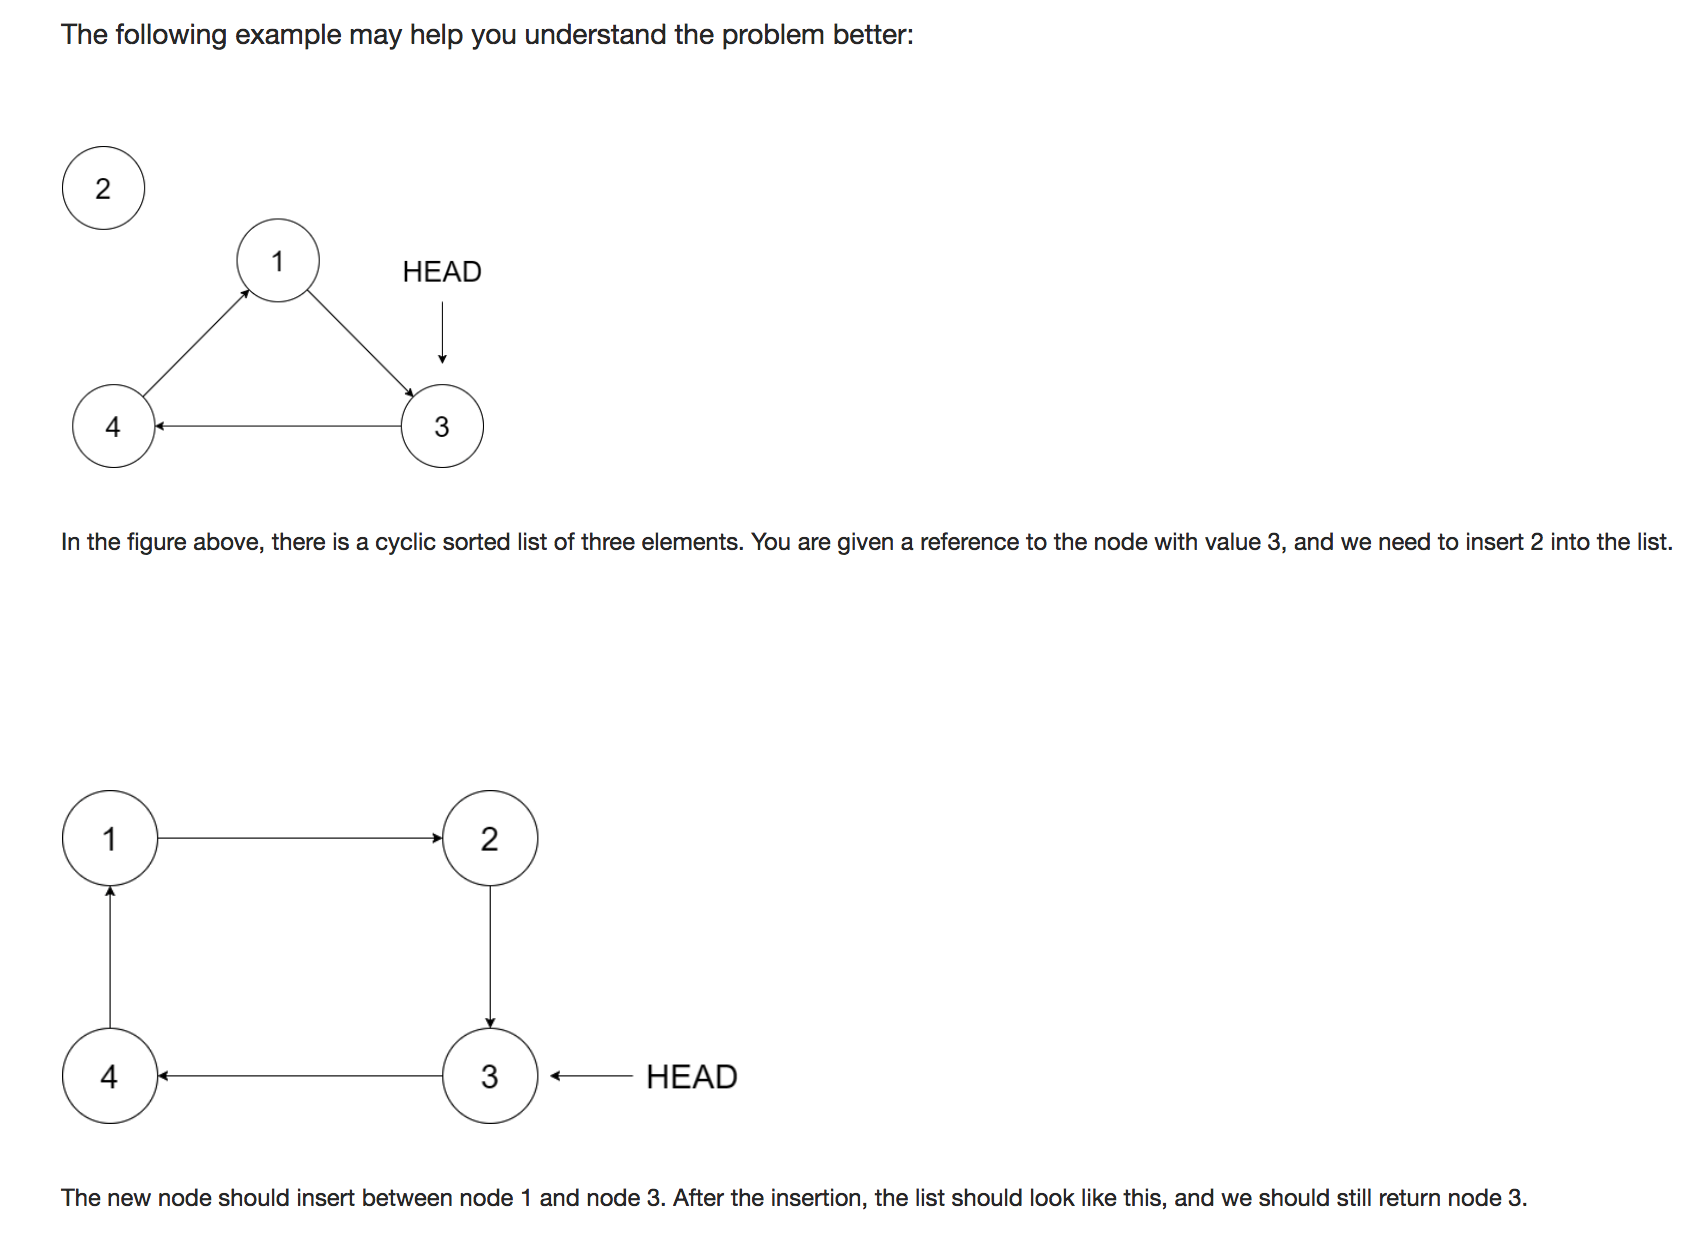 The following example may help you understand the problem better:
2
1
HEAD
4
3
In the figure above, there is a cyclic sorted list of three elements. You are given a reference to the node with value 3, and we need to insert 2 into the list.
1
2
4
3
HEAD
The new node should insert between node 1 and node 3. After the insertion, the list should look like this, and we should still return node 3.